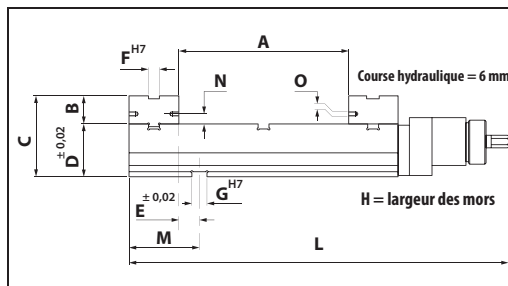 A
F H7
N
O
Course hydraulique = 6 mm
B
C
D ± 0,02
± 0,02
G H7
E
H = largeur des mors
M
L